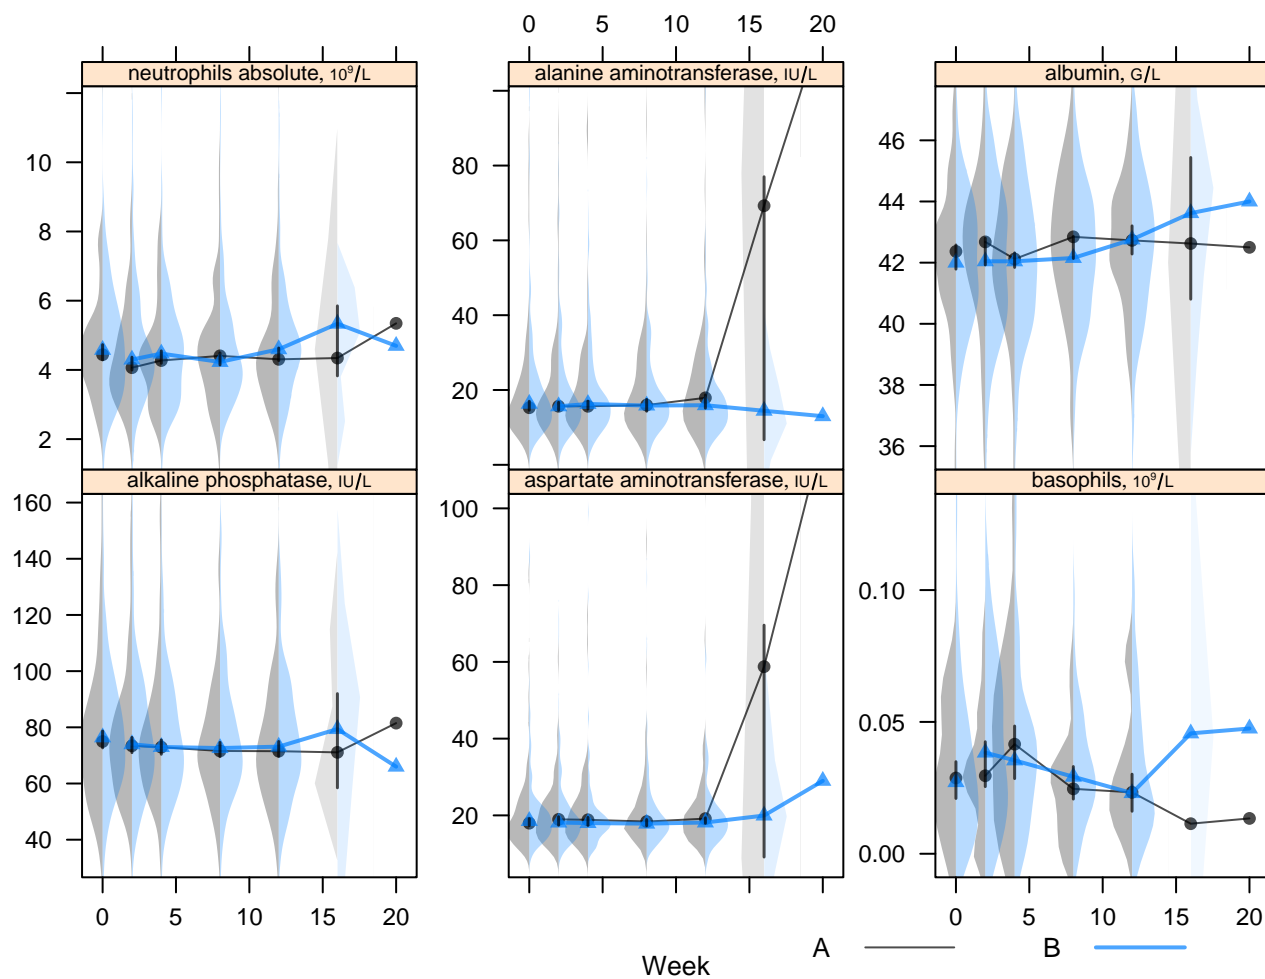 0 5 10 15 20
neutrophils absolute, 10⁹/L
alanine aminotransferase, IU/L
albumin, G/L
10
8
6
4
2
80
60
40
20
46
44
42
40
38
36
alkaline phosphatase, IU/L
aspartate aminotransferase, IU/L
basophils, 10⁹/L
160
140
120
100
80
60
40
100
80
60
40
20
0.10
0.05
0.00
0 5 10 15 20
0 5 10 15 20
A B
Week